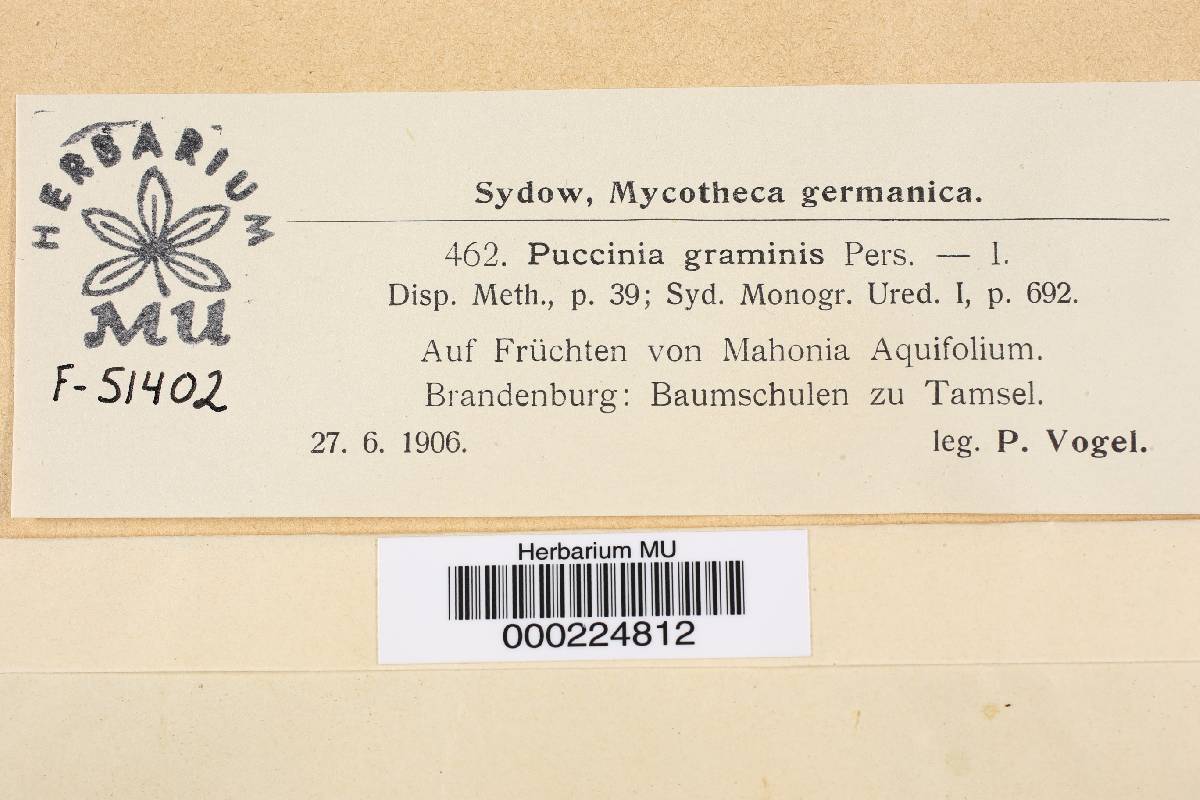 HERBARIUM
MU
F-51402
Sydow, Mycotheca germanica.
462. Puccinia graminis Pers. — I.
Disp. Meth., p. 39; Syd. Monogr. Ured. I, p. 692.
Auf Früchten von Mahonia Aquifolium.
Brandenburg: Baumschulen zu Tamsel.
27. 6. 1906. leg. P. Vogel.
Herbarium MU
000224812